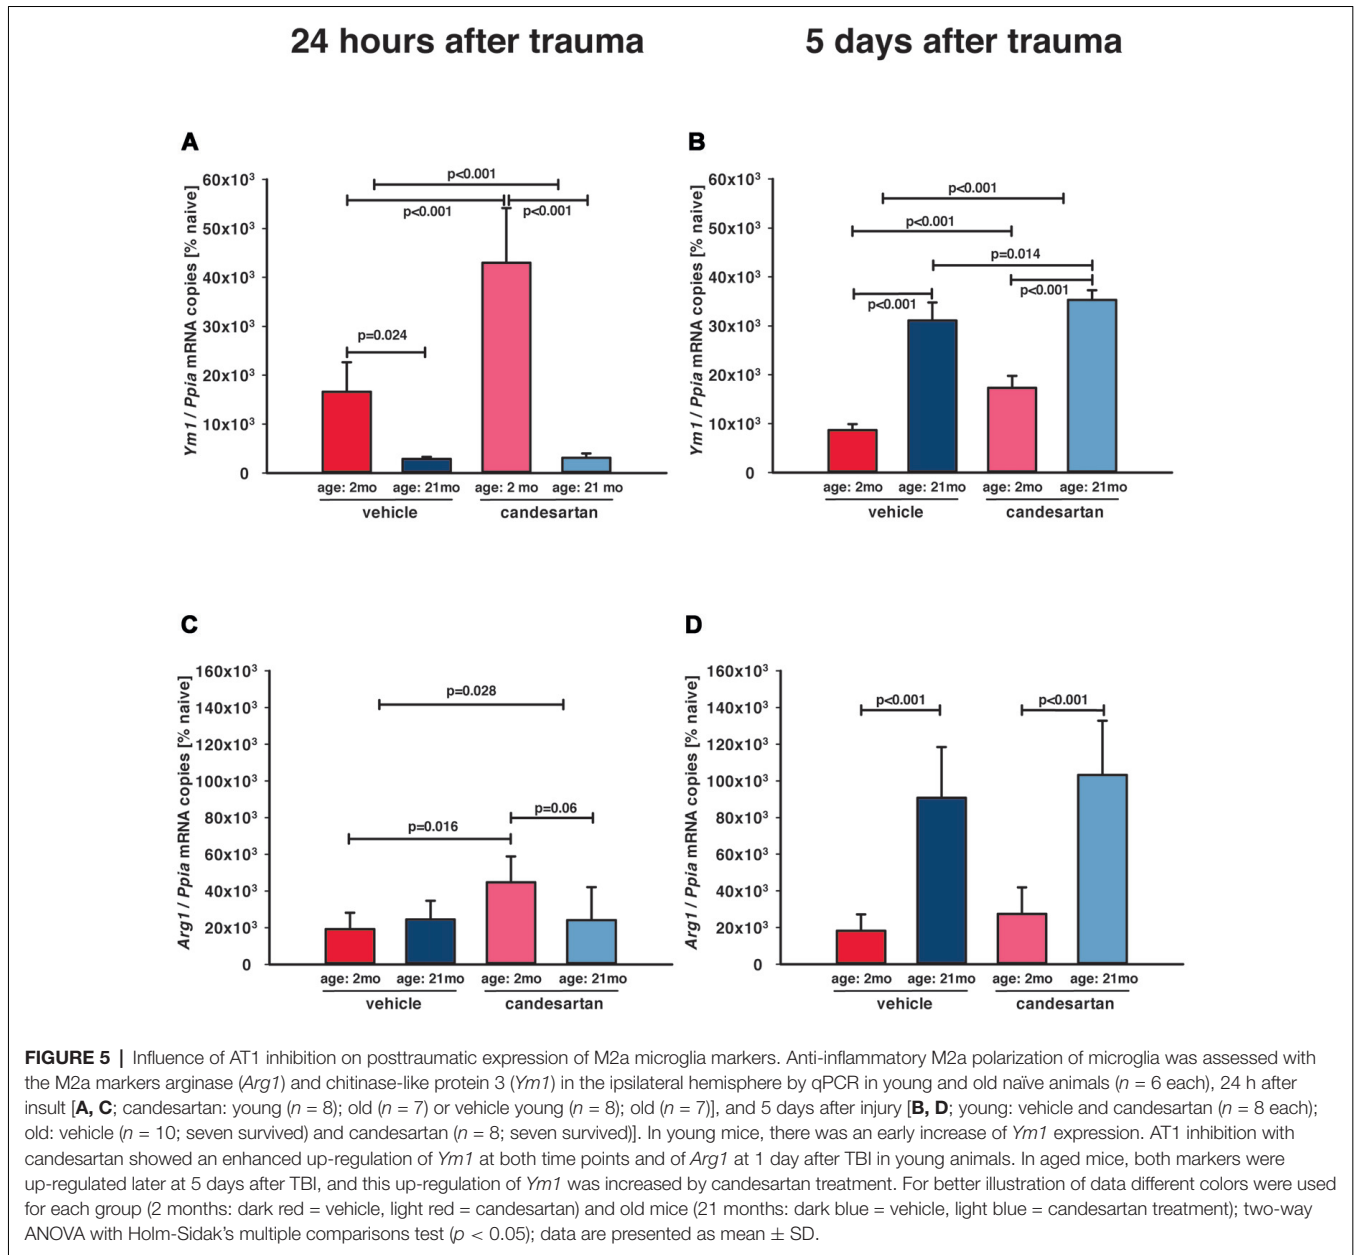 24 hours after trauma
5 days after trauma
A
Ym1 / Ppia mRNA copies [% naive]
60x10³
50x10³
40x10³
30x10³
20x10³
10x10³
0
p<0.001
p<0.001
p<0.001
p=0.024
age: 2mo age: 21mo age: 2 mo age: 21 mo
vehicle candesartan
B
Ym1 / Ppia mRNA copies [% naive]
60x10³
50x10³
40x10³
30x10³
20x10³
10x10³
0
p<0.001
p<0.001
p=0.014
p<0.001
p<0.001
age: 2mo age: 21mo age: 2mo age: 21mo
vehicle candesartan
C
Arg1 / Ppia mRNA copies [% naive]
160x10³
140x10³
120x10³
100x10³
80x10³
60x10³
40x10³
20x10³
0
p=0.028
p=0.06
p=0.016
age: 2mo age: 21mo age: 2mo age: 21mo
vehicle candesartan
D
Arg1 / Ppia mRNA copies [% naive]
160x10³
140x10³
120x10³
100x10³
80x10³
60x10³
40x10³
20x10³
0
p<0.001
p<0.001
age: 2mo age: 21mo age: 2mo age: 21mo
vehicle candesartan
FIGURE 5 | Influence of AT1 inhibition on posttraumatic expression of M2a microglia markers. Anti-inflammatory M2a polarization of microglia was assessed with
the M2a markers arginase (Arg1) and chitinase-like protein 3 (Ym1) in the ipsilateral hemisphere by qPCR in young and old naïve animals (n = 6 each), 24 h after
insult [A, C; candesartan: young (n = 8); old (n = 7) or vehicle young (n = 8); old (n = 7)], and 5 days after injury [B, D; young: vehicle and candesartan (n = 8 each);
old: vehicle (n = 10; seven survived) and candesartan (n = 8; seven survived)]. In young mice, there was an early increase of Ym1 expression. AT1 inhibition with
candesartan showed an enhanced up-regulation of Ym1 at both time points and of Arg1 at 1 day after TBI in young animals. In aged mice, both markers were
up-regulated later at 5 days after TBI, and this up-regulation of Ym1 was increased by candesartan treatment. For better illustration of data different colors were used
for each group (2 months: dark red = vehicle, light red = candesartan) and old mice (21 months: dark blue = vehicle, light blue = candesartan treatment); two-way
ANOVA with Holm-Sidak's multiple comparisons test (p < 0.05); data are presented as mean ± SD.